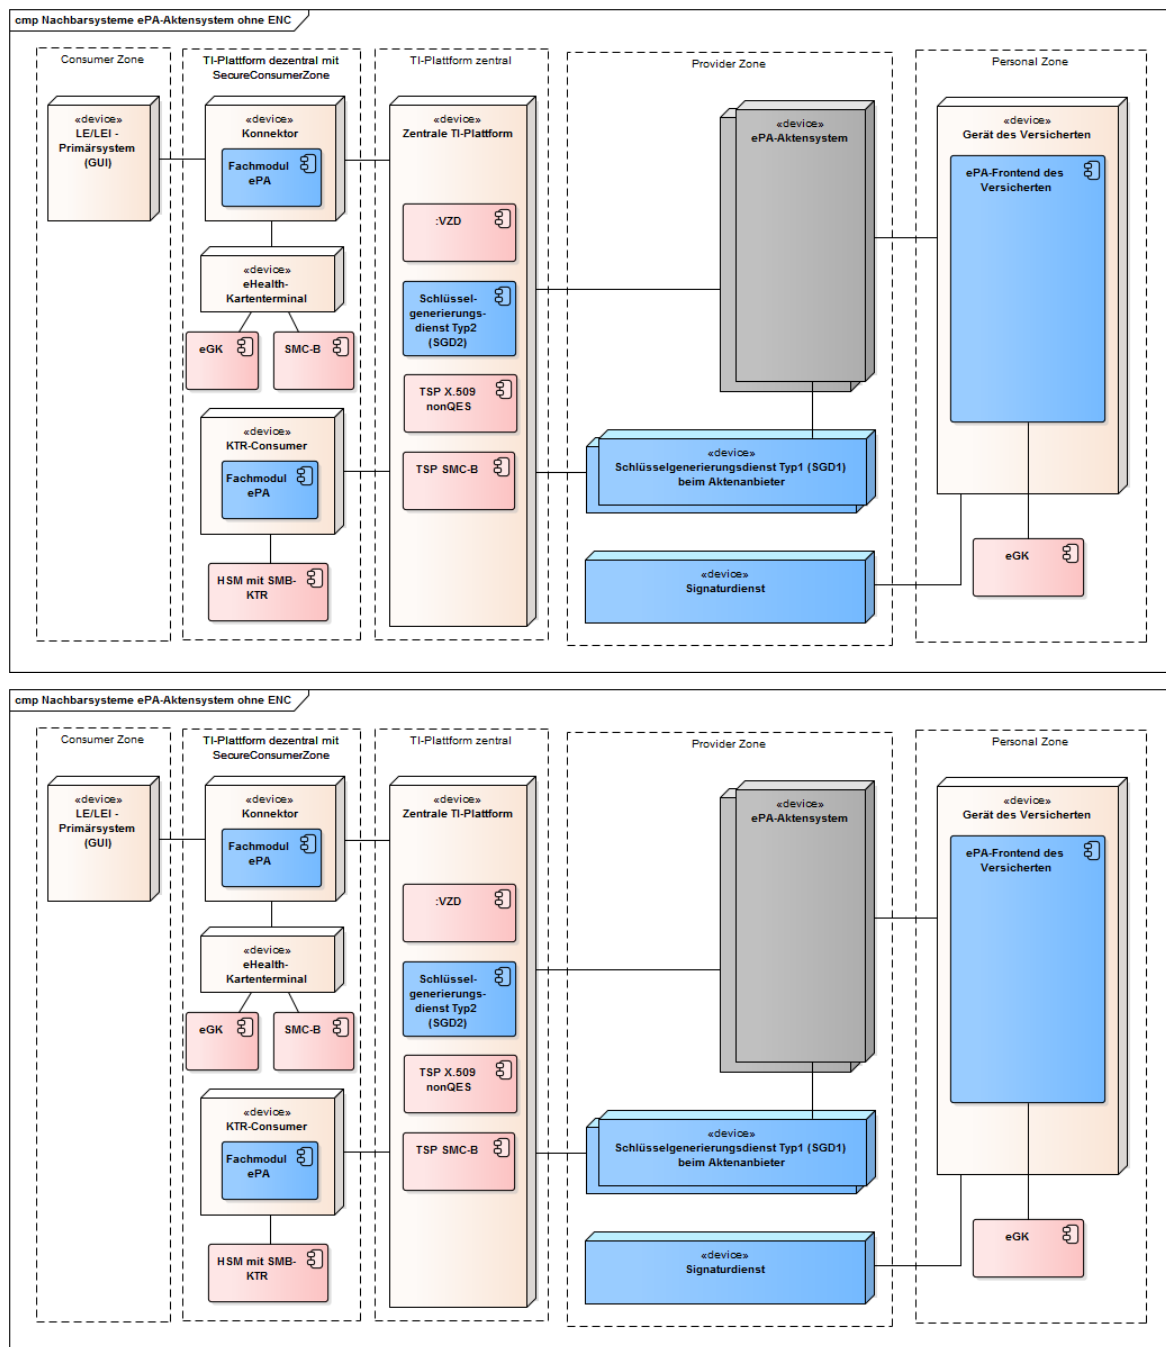 cmp Nachbarsysteme ePA-Aktensystem ohne ENC
Consumer Zone
«device»
LE/LEI -
Primärsystem
(GUI)
TI-Plattform dezentral mit
SecureConsumerZone
«device»
Konnektor
Fachmodul
ePA
«device»
eHealth-
Kartenterminal
eGK
SMC-B
«device»
KTR-Consumer
Fachmodul
ePA
HSM mit SMB-
KTR
TI-Plattform zentral
«device»
Zentrale TI-Plattform
:VZD
Schlüssel-
generierungs-
dienst Typ2
(SGD2)
TSP X.509
nonQES
TSP SMC-B
Provider Zone
«device»
ePA-Aktensystem
«device»
Schlüsselgenerierungsdienst Typ1 (SGD1)
beim Aktenanbieter
«device»
Signaturdienst
Personal Zone
«device»
Gerät des Versicherten
ePA-Frontend des
Versicherten
eGK
cmp Nachbarsysteme ePA-Aktensystem ohne ENC
Consumer Zone
«device»
LE/LEI -
Primärsystem
(GUI)
TI-Plattform dezentral mit
SecureConsumerZone
«device»
Konnektor
Fachmodul
ePA
«device»
eHealth-
Kartenterminal
eGK
SMC-B
«device»
KTR-Consumer
Fachmodul
ePA
HSM mit SMB-
KTR
TI-Plattform zentral
«device»
Zentrale TI-Plattform
:VZD
Schlüssel-
generierungs-
dienst Typ2
(SGD2)
TSP X.509
nonQES
TSP SMC-B
Provider Zone
«device»
ePA-Aktensystem
«device»
Schlüsselgenerierungsdienst Typ1 (SGD1)
beim Aktenanbieter
«device»
Signaturdienst
Personal Zone
«device»
Gerät des Versicherten
ePA-Frontend des
Versicherten
eGK